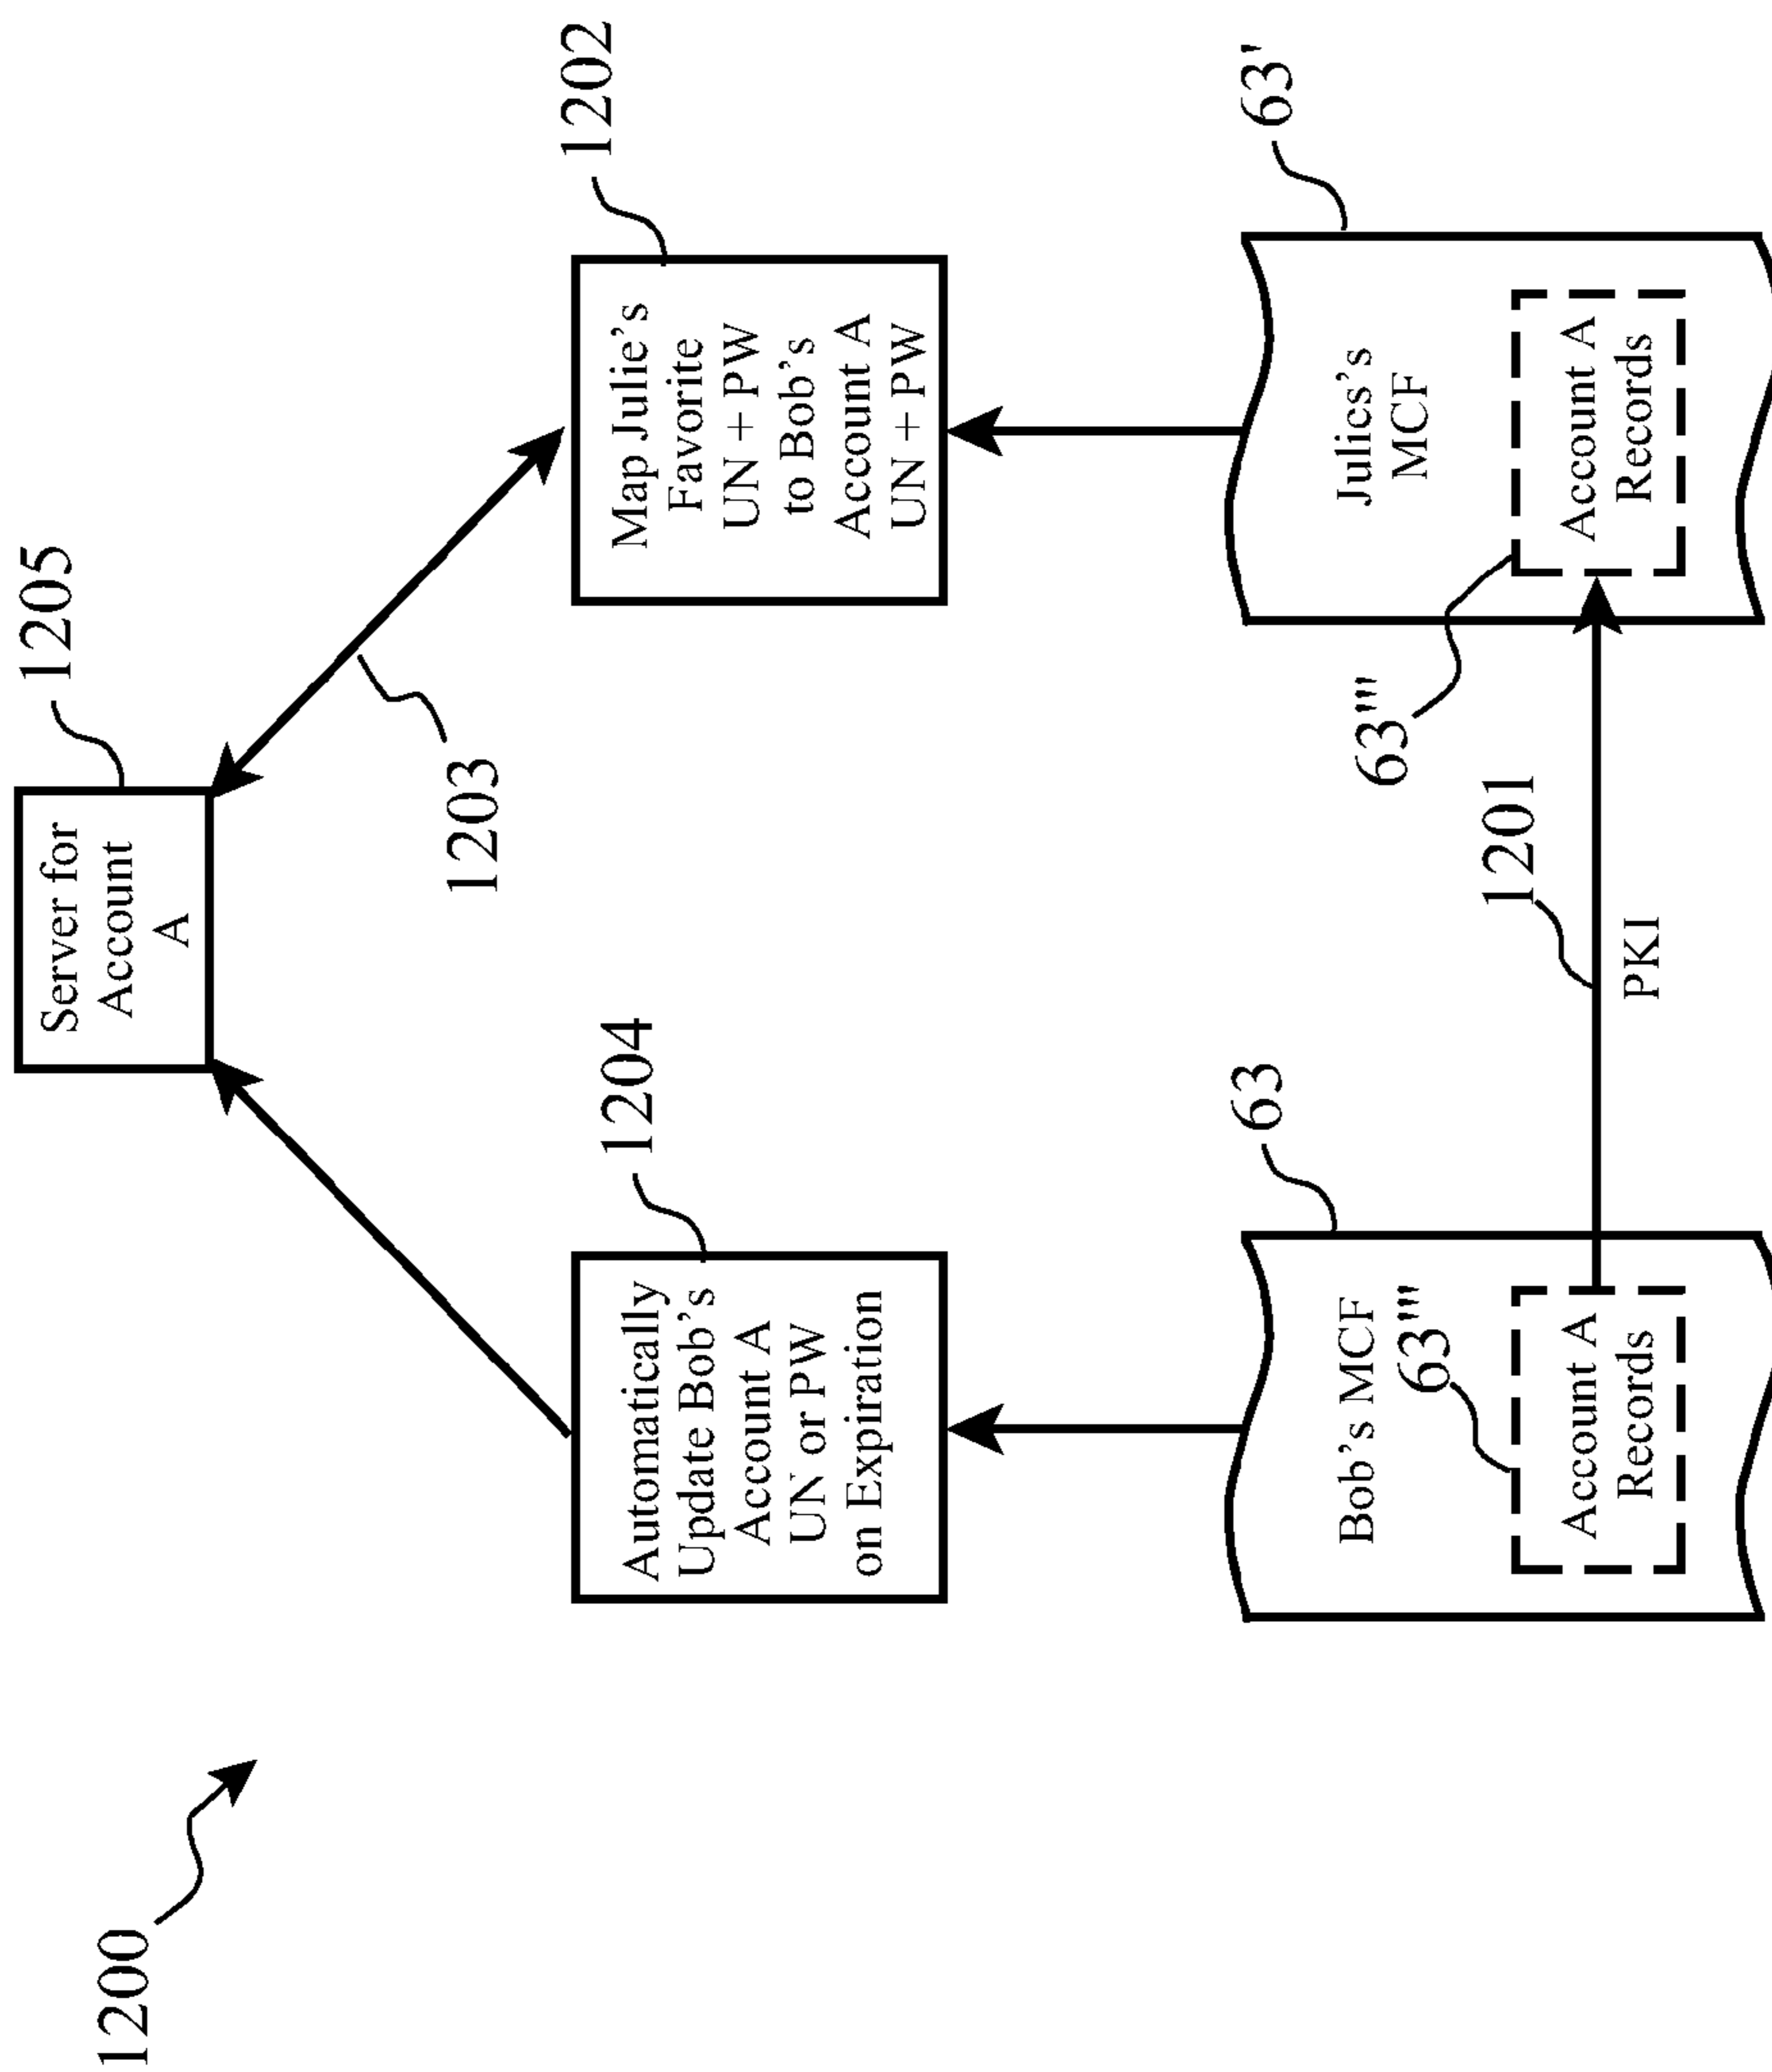 1200
Server for
Account
A
1205
1203
1204
Automatically
Update Bob's
Account A
UN or PW
on Expiration
1202
Map Julie's
Favorite
UN + PW
to Bob's
Account A
UN + PW
63
Bob's MCF
63'''
Account A
Records
1201
PKI
63'
Julics's
MCF
63'''
Account A
Records